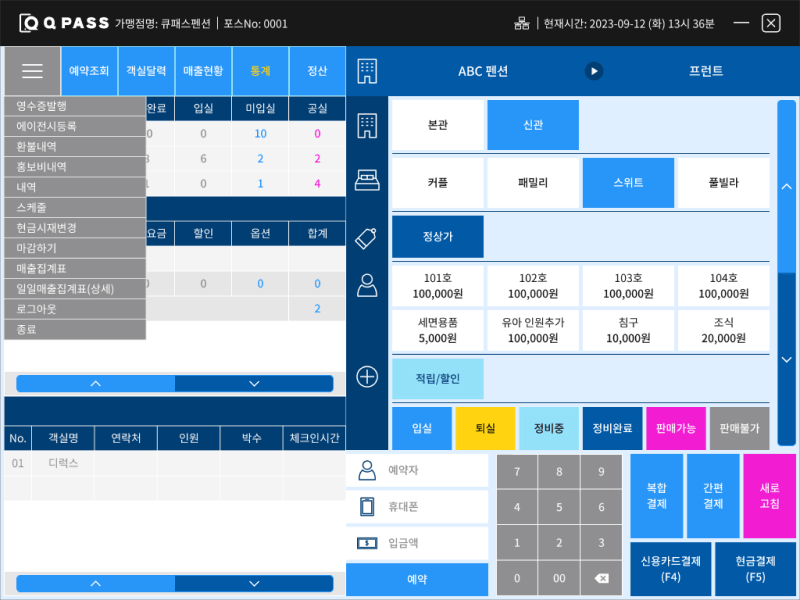 QPASS 가맹점명: 큐패스펜션 | 포스No: 0001
현재시간: 2023-09-12 (화) 13시 36분
예약조회 객실달력 매출현황 통계 정산
ABC 펜션 프런트
영수증발행
에이전시등록
환불내역
홍보비내역
내역
스케줄
현금시재변경
마감하기
매출집계표
일일매출집계표(상세)
로그아웃
종료
완료 입실 미입실 공실
0 0 10 0
6 2 2
0 1 4
요금 할인 옵션 합계
0 0 0
2
No. 객실명 연락처 인원 박수 체크인시간
01 디럭스
본관 신관
커플 패밀리 스위트 풀빌라
정상가
101호 102호 103호 104호
100,000원 100,000원 100,000원 100,000원
세면용품 유아 인원추가 침구 조식
5,000원 100,000원 10,000원 20,000원
적립/할인
입실 퇴실 정비중 정비완료 판매가능 판매불가
예약자
휴대폰
입금액
예약
7 8 9
4 5 6
1 2 3
0 00
복합
결제
간편
결제
새로
고침
신용카드결제
(F4)
현금결제
(F5)